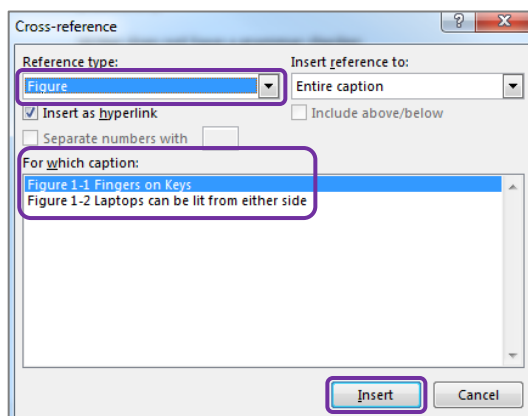 Cross-reference
Reference type:
Insert reference to:
Figure
Entire caption
Insert as hyperlink
Include above/below
Separate numbers with
For which caption:
Figure 1-1 Fingers on Keys
Figure 1-2 Laptops can be lit from either side
Insert
Cancel